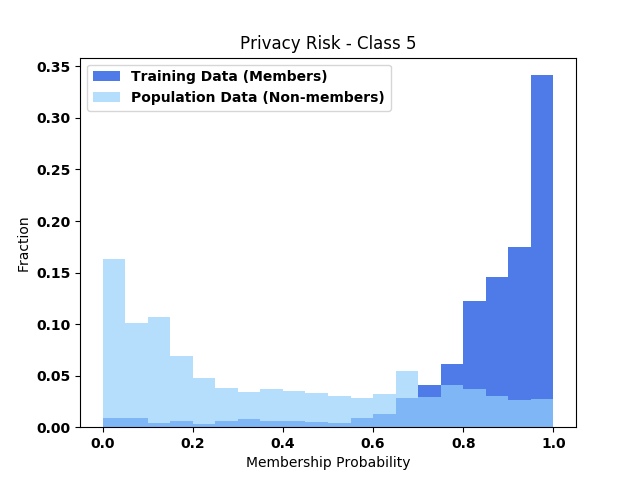 Privacy Risk - Class 5
Training Data (Members)
Population Data (Non-members)
0.35
0.30
0.25
0.20
0.15
0.10
0.05
0.00
Fraction
0.0 0.2 0.4 0.6 0.8 1.0
Membership Probability